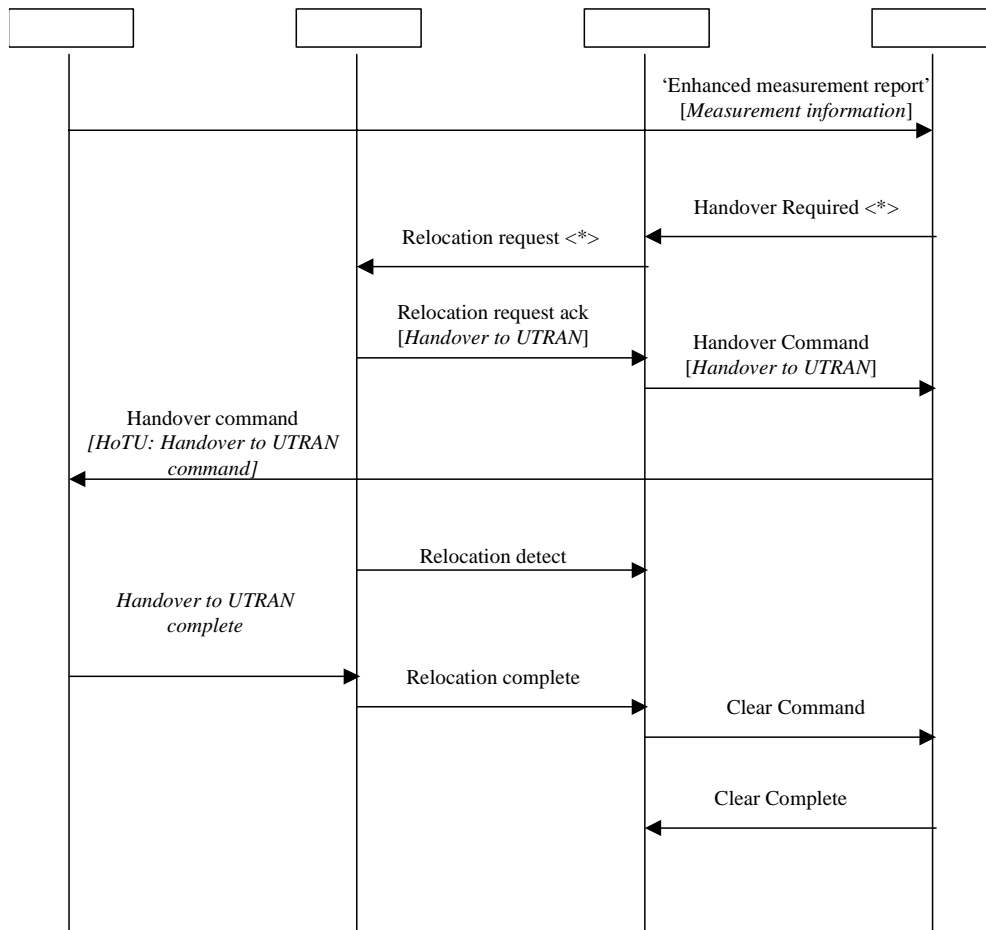 ‘Enhanced measurement report’
[Measurement information]
Handover Required <*>
Relocation request <*>
Relocation request ack
[Handover to UTRAN]
Handover Command
[Handover to UTRAN]
Handover command
[HoTU: Handover to UTRAN
command]
Relocation detect
Handover to UTRAN
complete
Relocation complete
Clear Command
Clear Complete